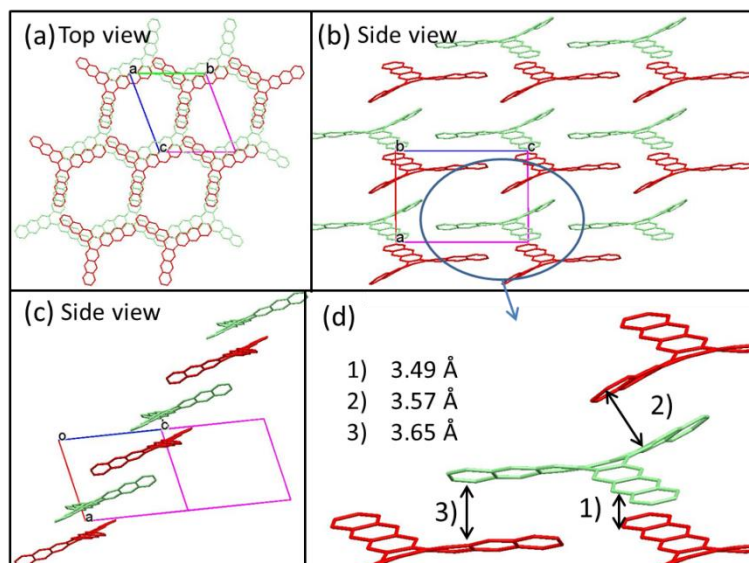 (a) Top view
a
b
c
(b) Side view
b
c
a
(c) Side view
o
c
a
(d)
1) 3.49 Å
2) 3.57 Å
3) 3.65 Å
2)
3)
1)